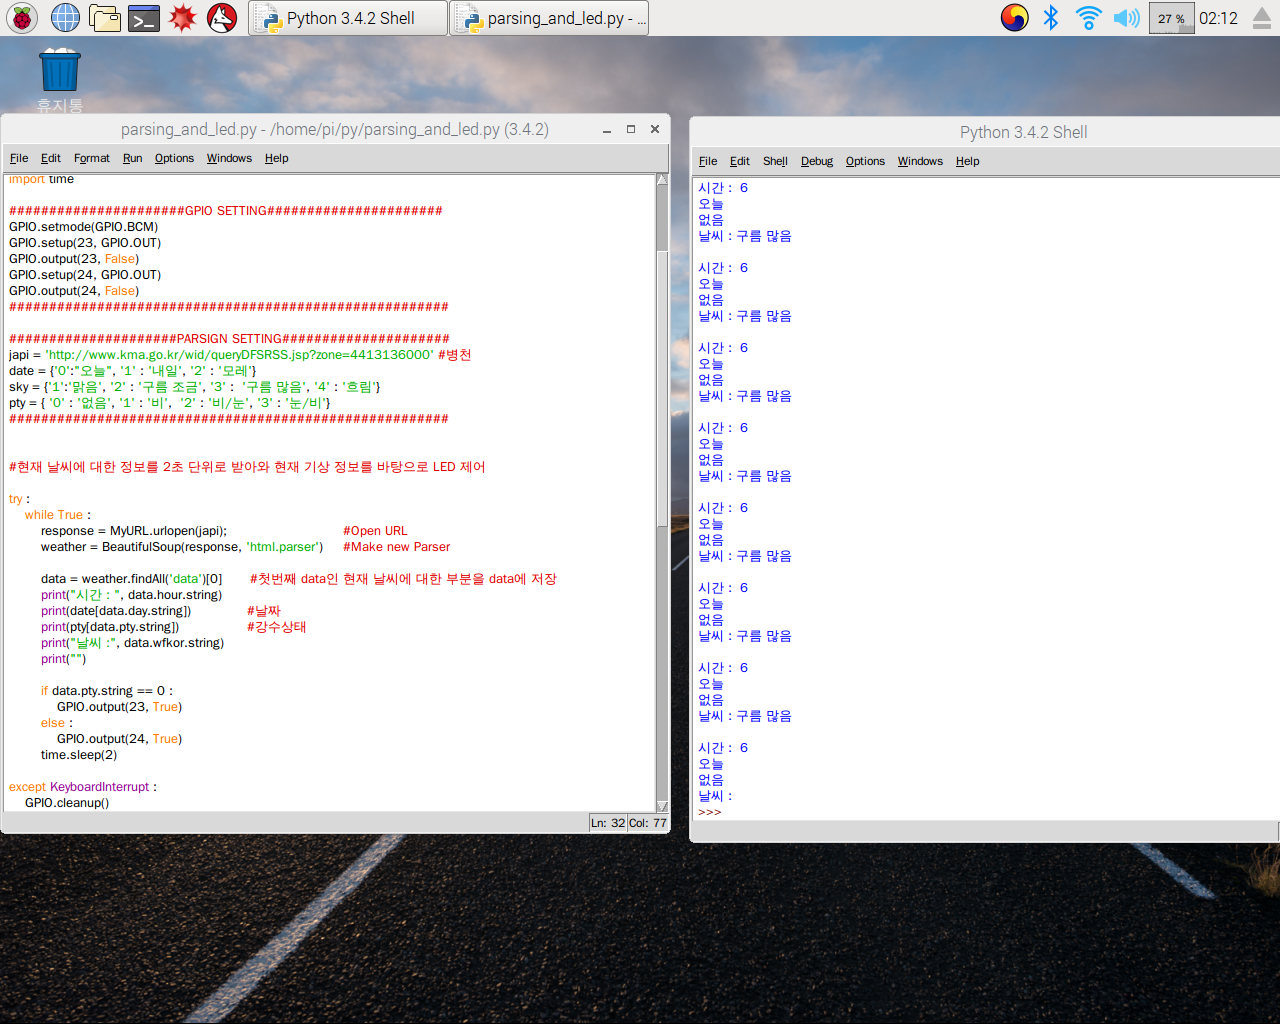 Python 3.4.2 Shell
parsing_and_led.py - ...
27 %
02:12
휴지통
parsing_and_led.py - /home/pi/py/parsing_and_led.py (3.4.2)
File Edit Format Run Options Windows Help
import time
######################GPIO SETTING######################
GPIO.setmode(GPIO.BCM)
GPIO.setup(23, GPIO.OUT)
GPIO.output(23, False)
GPIO.setup(24, GPIO.OUT)
GPIO.output(24, False)
#######################################################
#####################PARSIGN SETTING#####################
japi = 'http://www.kma.go.kr/wid/queryDFSRSS.jsp?zone=4413136000' #병천
date = {'0':"오늘", '1' : '내일', '2' : '모레'}
sky = {'1':'맑음', '2' : '구름 조금', '3' :  '구름 많음', '4' : '흐림'}
pty = { '0' : '없음', '1' : '비',  '2' : '비/눈', '3' : '눈/비'}
#######################################################
#현재 날씨에 대한 정보를 2초 단위로 받아와 현재 기상 정보를 바탕으로 LED 제어
try :
while True :
response = MyURL.urlopen(japi); #Open URL
weather = BeautifulSoup(response, 'html.parser') #Make new Parser
data = weather.findAll('data')[0] #첫번째 data인 현재 날씨에 대한 부분을 data에 저장
print("시간 : ", data.hour.string)
print(date[data.day.string]) #날짜
print(pty[data.pty.string]) #강수상태
print("날씨 :", data.wfkor.string)
print("")
if data.pty.string == 0 :
GPIO.output(23, True)
else :
GPIO.output(24, True)
time.sleep(2)
except KeyboardInterrupt :
GPIO.cleanup()
Ln: 32 Col: 77
Python 3.4.2 Shell
File Edit Shell Debug Options Windows Help
시간 :  6
오늘
없음
날씨 : 구름 많음
시간 :  6
오늘
없음
날씨 : 구름 많음
시간 :  6
오늘
없음
날씨 : 구름 많음
시간 :  6
오늘
없음
날씨 : 구름 많음
시간 :  6
오늘
없음
날씨 : 구름 많음
시간 :  6
오늘
없음
날씨 : 구름 많음
시간 :  6
오늘
없음
날씨 : 구름 많음
시간 :  6
오늘
없음
날씨 :
>>>